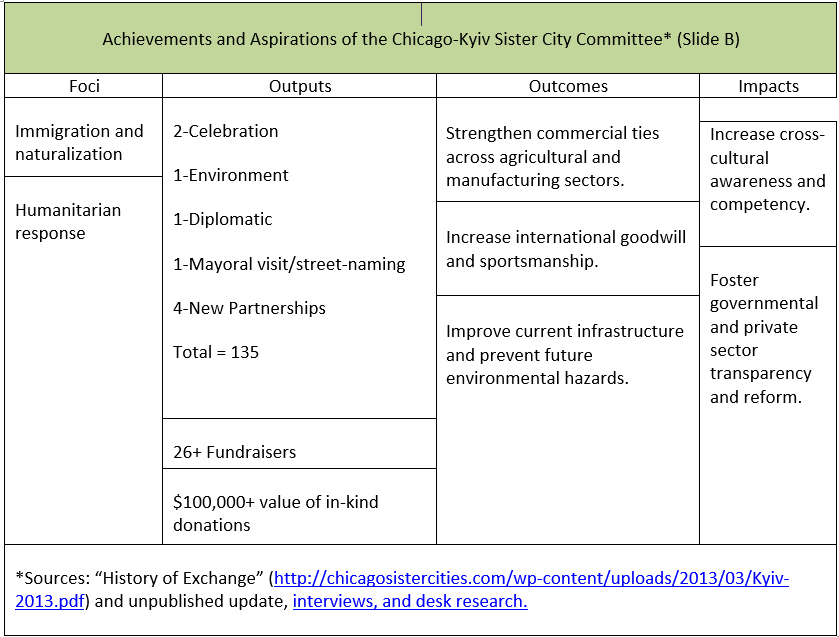 Achievements and Aspirations of the Chicago-Kyiv Sister City Committee* (Slide B)
Foci
Outputs
Outcomes
Impacts
Immigration and
naturalization
Humanitarian
response
2-Celebration
1-Environment
1-Diplomatic
1-Mayoral visit/street-naming
4-New Partnerships
Total = 135
26+ Fundraisers
$100,000+ value of in-kind
donations
Strengthen commercial ties
across agricultural and
manufacturing sectors.
Increase international goodwill
and sportsmanship.
Improve current infrastructure
and prevent future
environmental hazards.
Increase cross-
cultural
awareness and
competency.
Foster
governmental
and private
sector
transparency
and reform.
*Sources: “History of Exchange” (http://chicagosistercities.com/wp-content/uploads/2013/03/Kyiv-
2013.pdf) and unpublished update, interviews, and desk research.